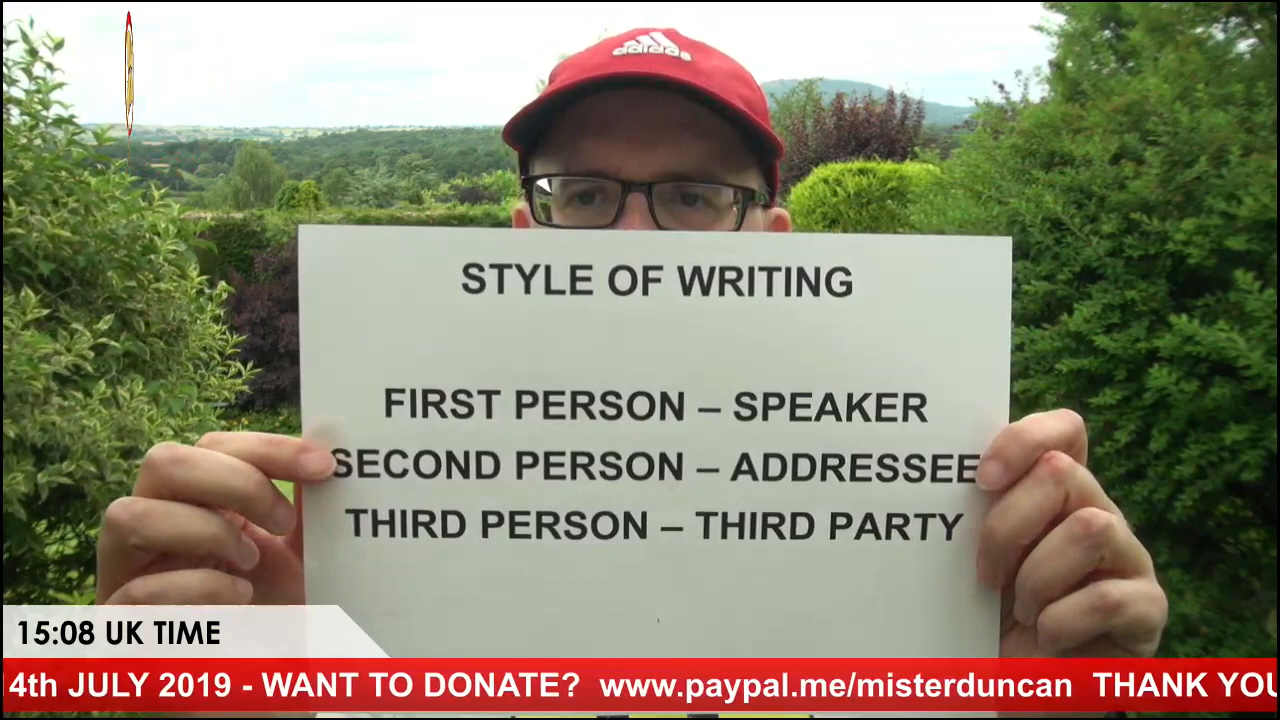 adidas
STYLE OF WRITING
FIRST PERSON – SPEAKER
SECOND PERSON – ADDRESSEE
THIRD PERSON – THIRD PARTY
15:08 UK TIME
4th JULY 2019 - WANT TO DONATE? www.paypal.me/misterduncan THANK YOU